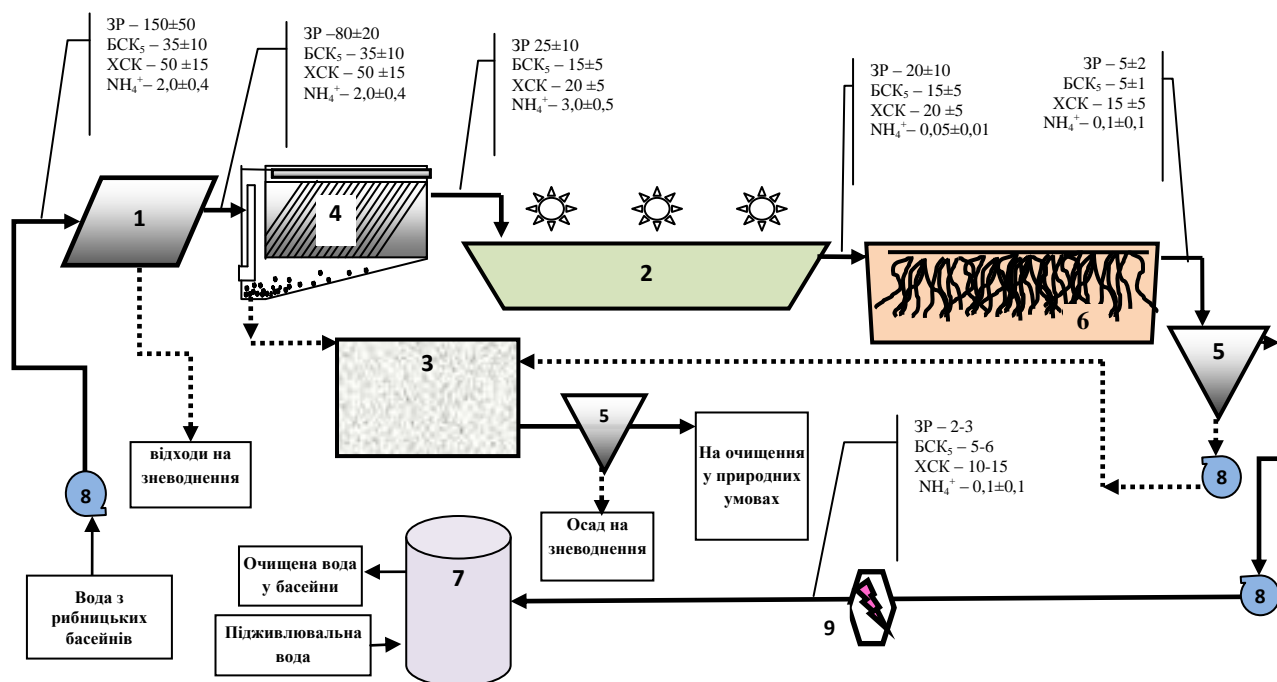 ЗР – 150±50
БСК₅ – 35±10
ХСК – 50 ±15
NH₄⁺– 2,0±0,4
ЗР –80±20
БСК₅ – 35±10
ХСК – 50 ±15
NH₄⁺– 2,0±0,4
ЗР 25±10
БСК₅ – 15±5
ХСК – 20 ±5
NH₄⁺– 3,0±0,5
ЗР – 20±10
БСК₅ – 15±5
ХСК – 20 ±5
NH₄⁺– 0,05±0,01
ЗР – 5±2
БСК₅ – 5±1
ХСК – 15 ±5
NH₄⁺– 0,1±0,1
1
4
2
6
5
3
5
8
відходи на
зневоднення
8
На очищення
у природних
умовах
ЗР – 2-3
БСК₅ – 5-6
ХСК – 10-15
NH₄⁺ – 0,1±0,1
8
Осад на
зневоднення
Очищена вода
у басейни
7
Вода з
рибницьких
басейнів
Підживлювальна
вода
9
8